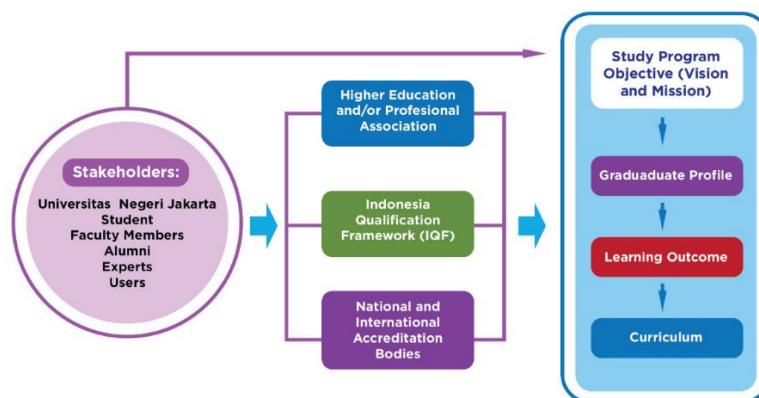 Stakeholders:
Universitas Negeri Jakarta
Student
Faculty Members
Alumni
Experts
Users
Higher Education
and/or Profesional
Association
Indonesia
Qualification
Framework (IQF)
National and
International
Accreditation
Bodies
Study Program
Objective (Vision
and Mission)
Graduaduate Profile
Learning Outcome
Curriculum